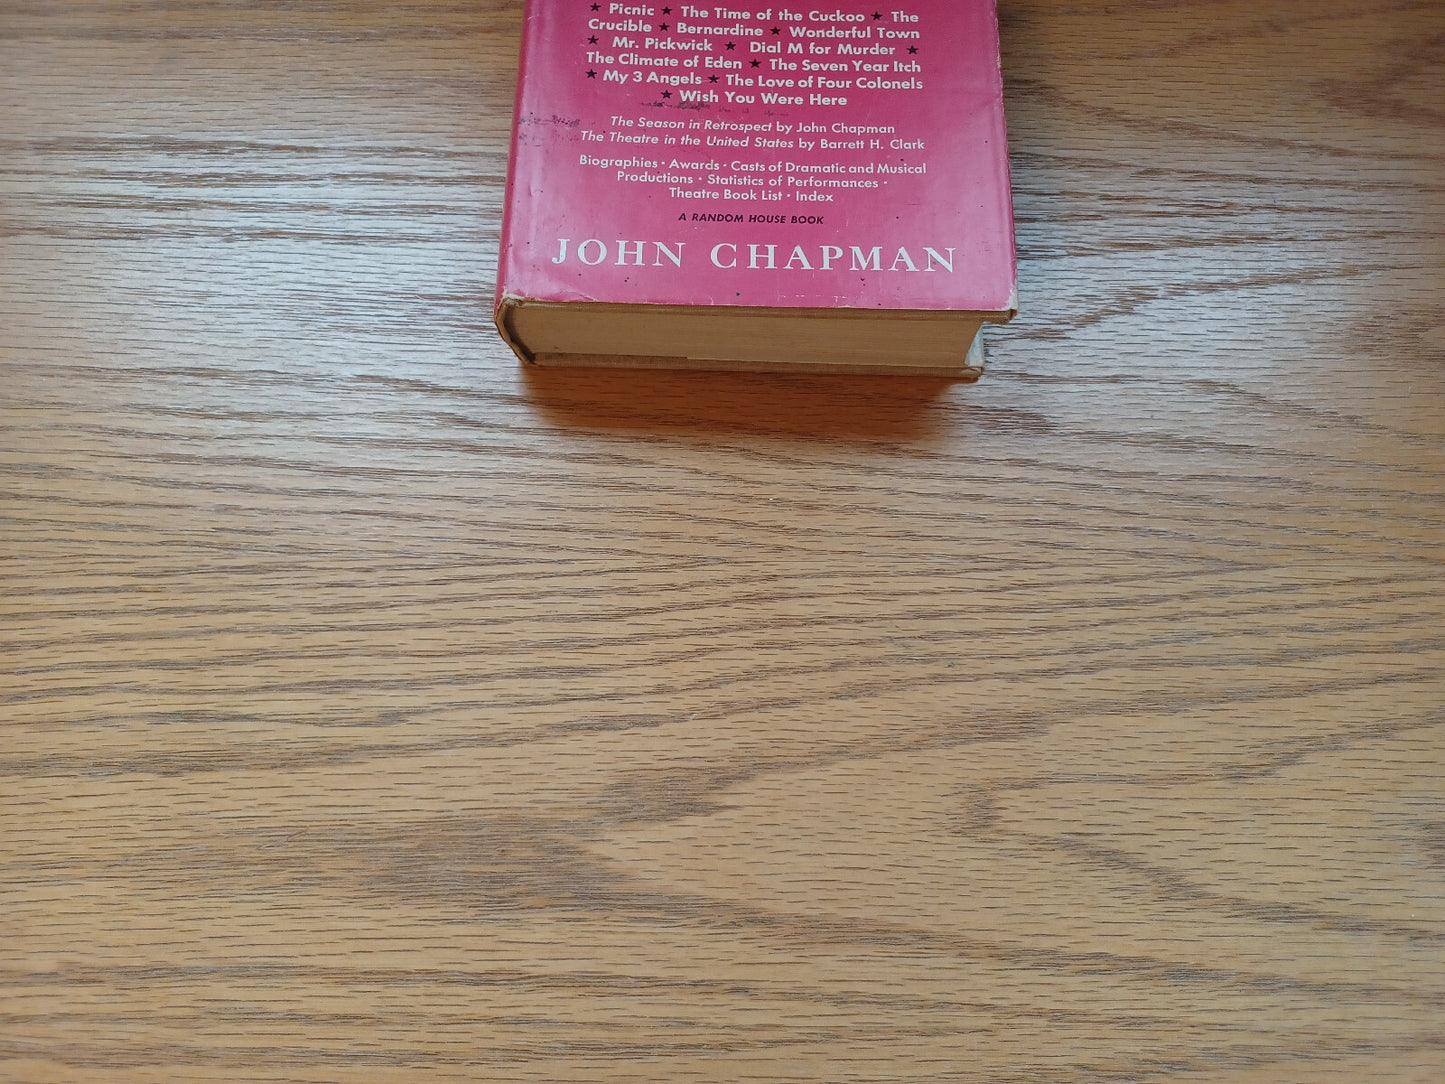 ★ Picnic ★ The Time of the Cuckoo ★ The
Crucible ★ Bernardine ★ Wonderful Town
★ Mr. Pickwick ★ Dial M for Murder ★
The Climate of Eden ★ The Seven Year Itch
★ My 3 Angels ★ The Love of Four Colonels
★ Wish You Were Here
The Season in Retrospect by John Chapman
The Theatre in the United States by Barrett H. Clark
Biographies · Awards · Casts of Dramatic and Musical
Productions · Statistics of Performances ·
Theatre Book List · Index
A RANDOM HOUSE BOOK
JOHN CHAPMAN